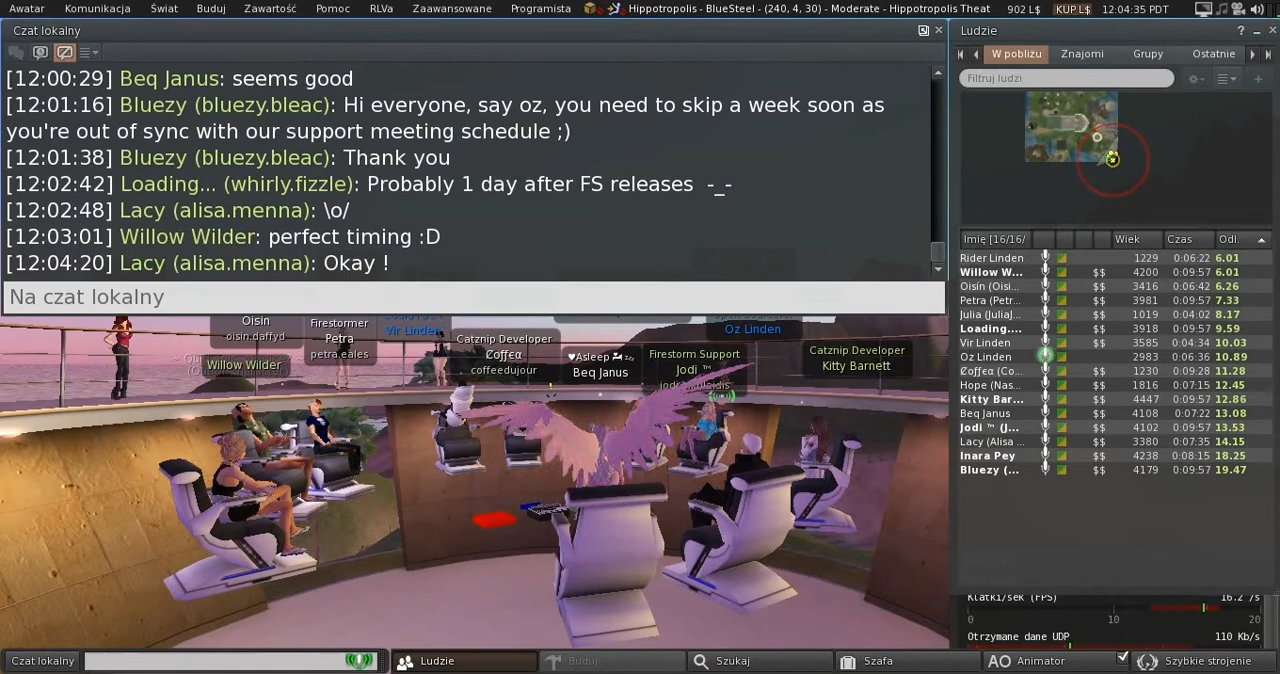 Awatar Komunikacja Świat Buduj Zawartość Pomoc RLVa Zaawansowane Programista Hippotropolis - BlueSteel - (240, 4, 30) - Moderate - Hippotropolis Theat 902 L$ KUP L$ 12:04:35 PDT
Czat lokalny
[12:00:29] Beq Janus: seems good
[12:01:16] Bluezy (bluezy.bleac): Hi everyone, say oz, you need to skip a week soon as
you're out of sync with our support meeting schedule ;)
[12:01:38] Bluezy (bluezy.bleac): Thank you
[12:02:42] Loading... (whirly.fizzle): Probably 1 day after FS releases -_-
[12:02:48] Lacy (alisa.menna): \o/
[12:03:01] Willow Wilder: perfect timing :D
[12:04:20] Lacy (alisa.menna): Okay !
Na czat lokalny
Oisin
oisin.daffyd
Willow Wilder
Firestormer
Petra
petra.eales
Vir Linden
Catznip Developer
Coffee
coffeedujour
♥Asleep
Beq Janus
Firestorm Support
Jodi ™
Oz Linden
Catznip Developer
Kitty Barnett
Ludzie
W pobliżu Znajomi Grupy Ostatnie
Filtruj ludzi
Imię [16/16/ Wiek Czas Odl.
Rider Linden 1229 0:06:22 6.01
Willow W... $$ 4200 0:09:57 6.01
Oisín (Oisi... $$ 3416 0:06:42 6.26
Petra (Petr... $$ 3981 0:09:57 7.33
Julia (JuliaJ... $$ 1019 0:04:02 8.17
Loading.... $$ 3918 0:09:57 9.59
Vir Linden $$ 3585 0:04:34 10.03
Oz Linden 2983 0:06:36 10.89
Ȼoffєα (Co... $$ 1230 0:09:28 11.28
Hope (Nas... $$ 1816 0:07:15 12.45
Kitty Bar... $$ 4447 0:09:57 12.86
Beq Janus $$ 4108 0:07:22 13.08
Jodi ™ (J... $$ 4102 0:09:57 13.53
Lacy (Alisa ... $$ 3380 0:07:35 14.15
Inara Pey $$ 4238 0:08:15 18.25
Bluezy (... $$ 4179 0:09:57 19.47
Klatki/sek (FPS) 16.2 /s
0 10 20
Otrzymane dane UDP 110 Kb/s
Czat lokalny Ludzie Buduj Szukaj Szafa AO Animator Szybkie strojenie